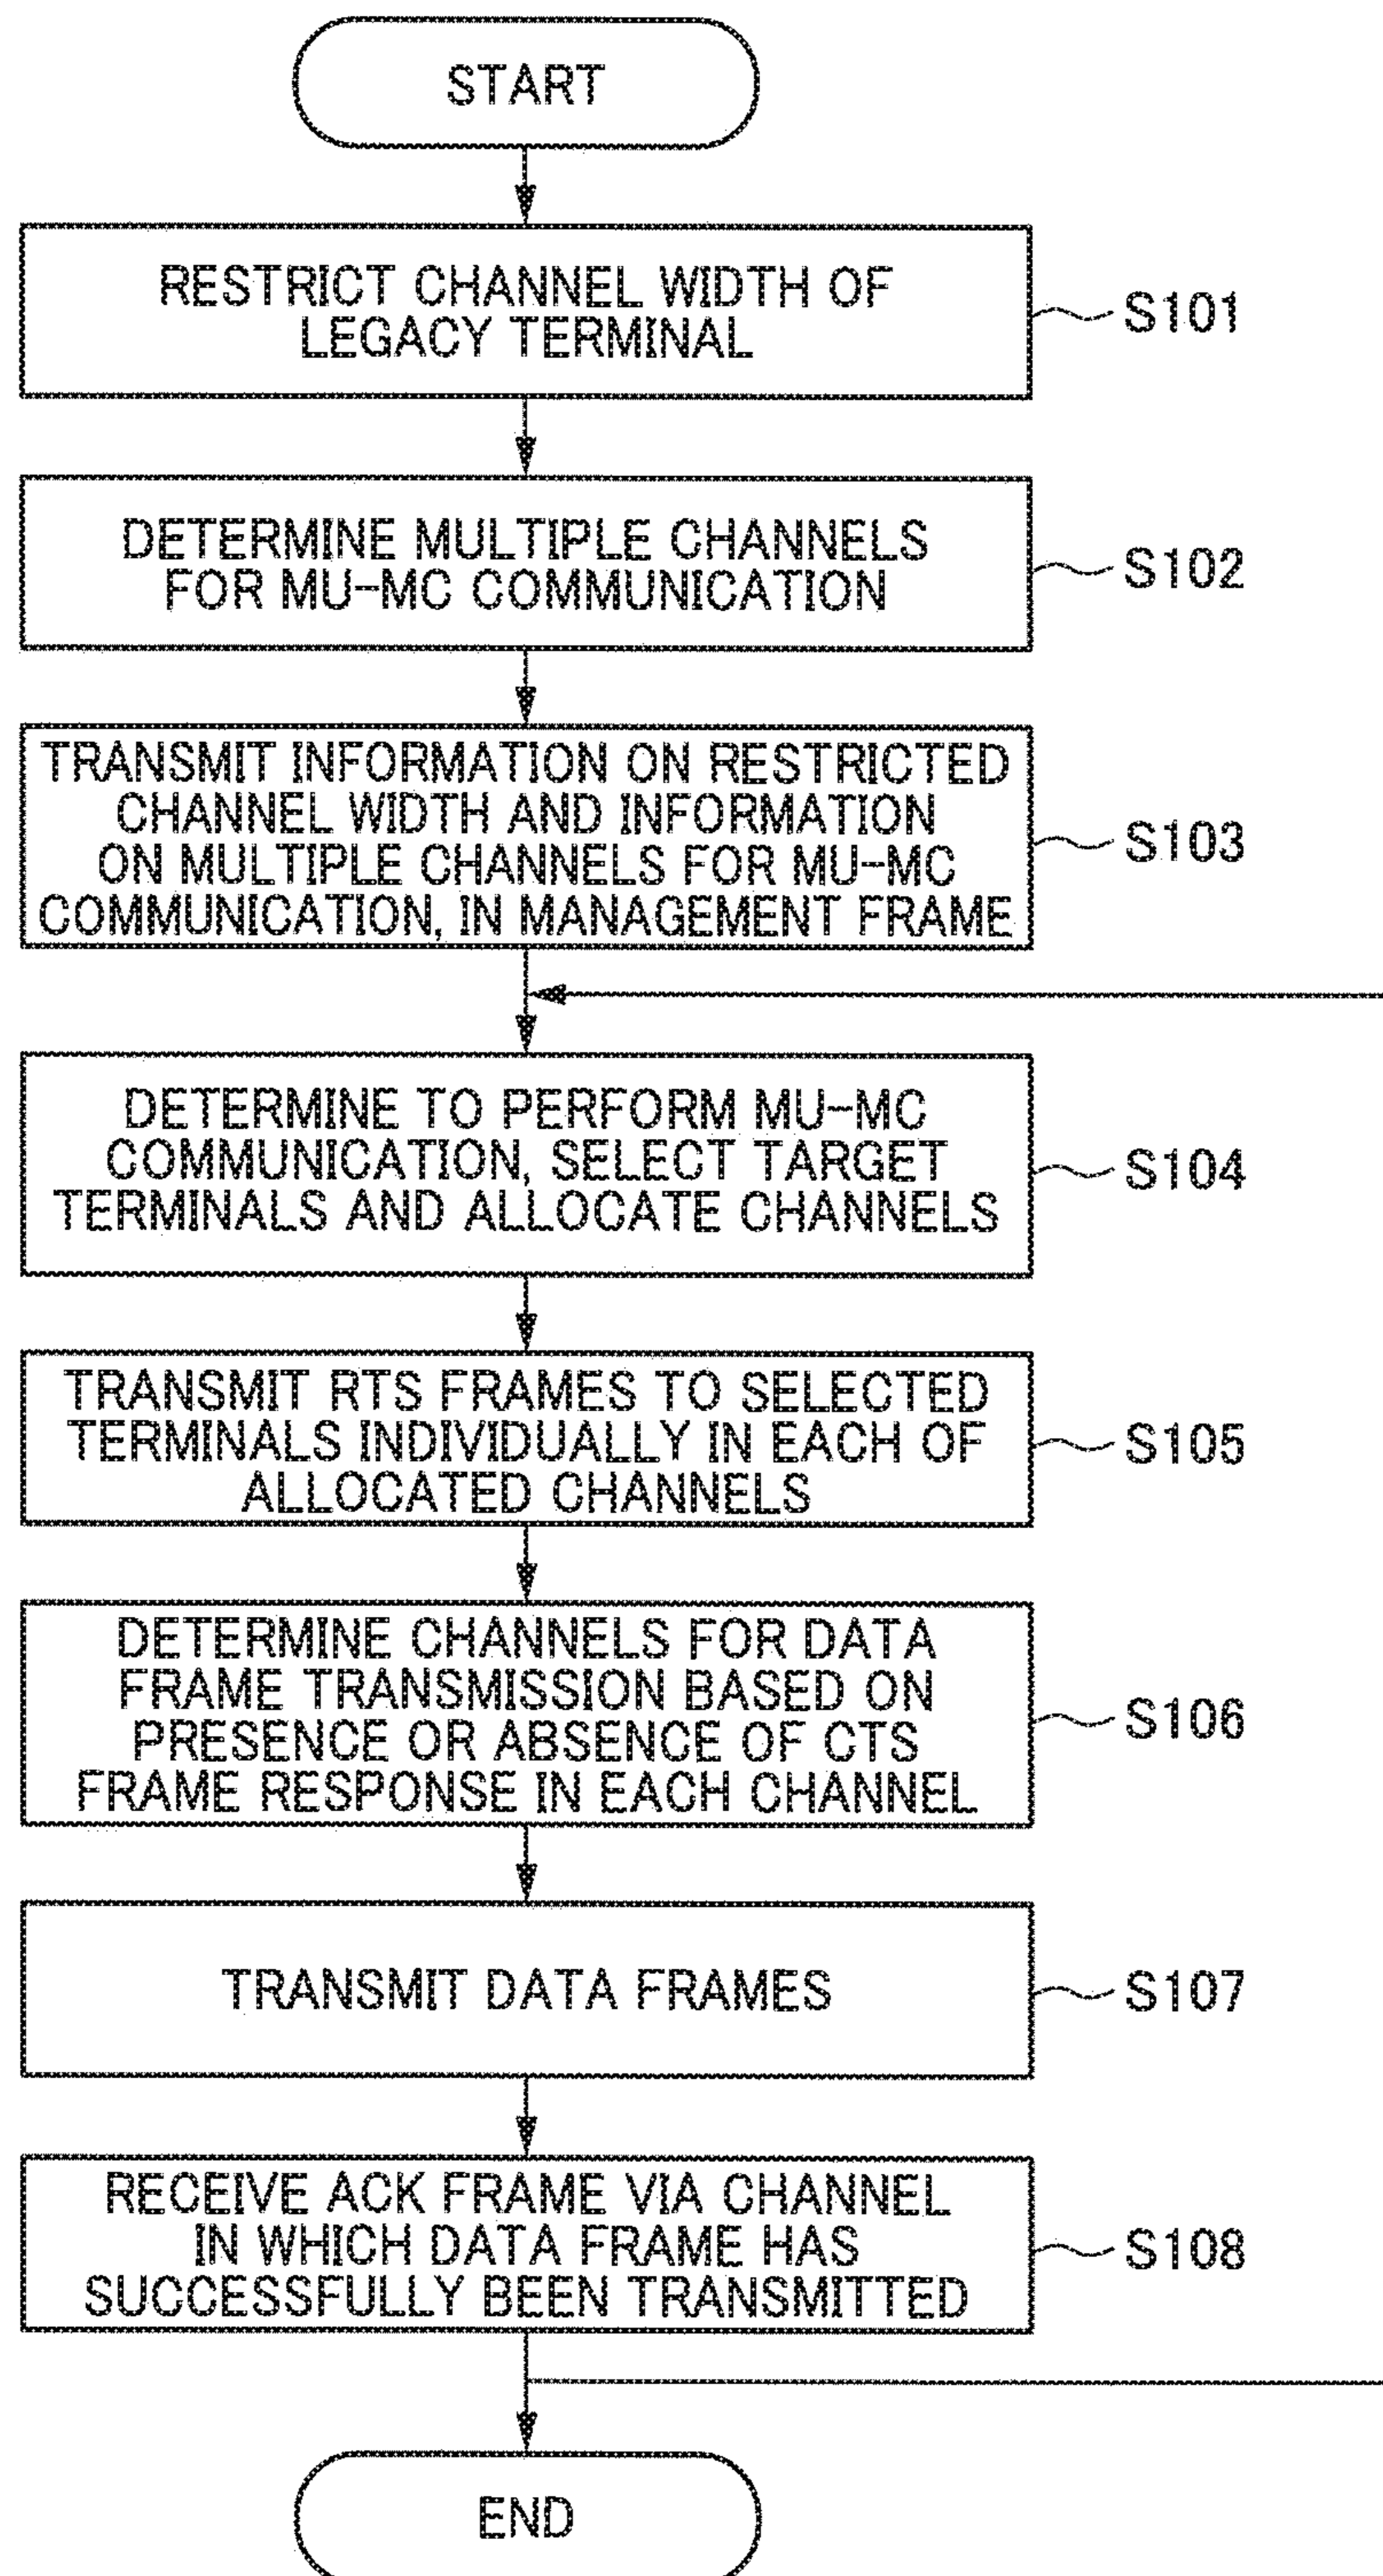 START
RESTRICT CHANNEL WIDTH OF
LEGACY TERMINAL
S101
DETERMINE MULTIPLE CHANNELS
FOR MU-MC COMMUNICATION
S102
TRANSMIT INFORMATION ON RESTRICTED
CHANNEL WIDTH AND INFORMATION
ON MULTIPLE CHANNELS FOR MU-MC
COMMUNICATION, IN MANAGEMENT FRAME
S103
DETERMINE TO PERFORM MU-MC
COMMUNICATION, SELECT TARGET
TERMINALS AND ALLOCATE CHANNELS
S104
TRANSMIT RTS FRAMES TO SELECTED
TERMINALS INDIVIDUALLY IN EACH OF
ALLOCATED CHANNELS
S105
DETERMINE CHANNELS FOR DATA
FRAME TRANSMISSION BASED ON
PRESENCE OR ABSENCE OF CTS
FRAME RESPONSE IN EACH CHANNEL
S106
TRANSMIT DATA FRAMES
S107
RECEIVE ACK FRAME VIA CHANNEL
IN WHICH DATA FRAME HAS
SUCCESSFULLY BEEN TRANSMITTED
S108
END